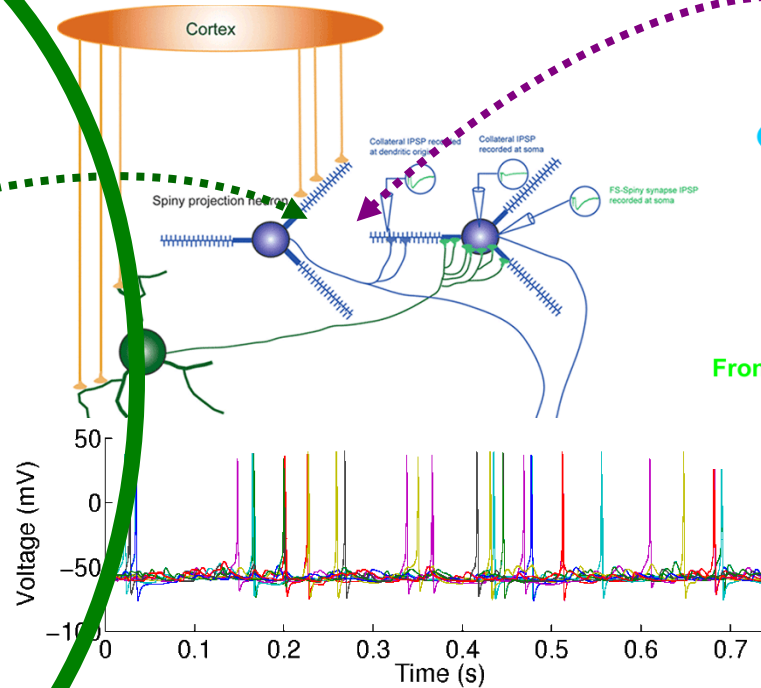 Cortex
Collateral IPSP recorded
at dendritic origin
Collateral IPSP
recorded at soma
FS-Spiny synapse IPSP
recorded at soma
Spiny projection neuron
From
50
0
−50
−100
Voltage (mV)
0
0.1
0.2
0.3
0.4
0.5
0.6
0.7
Time (s)